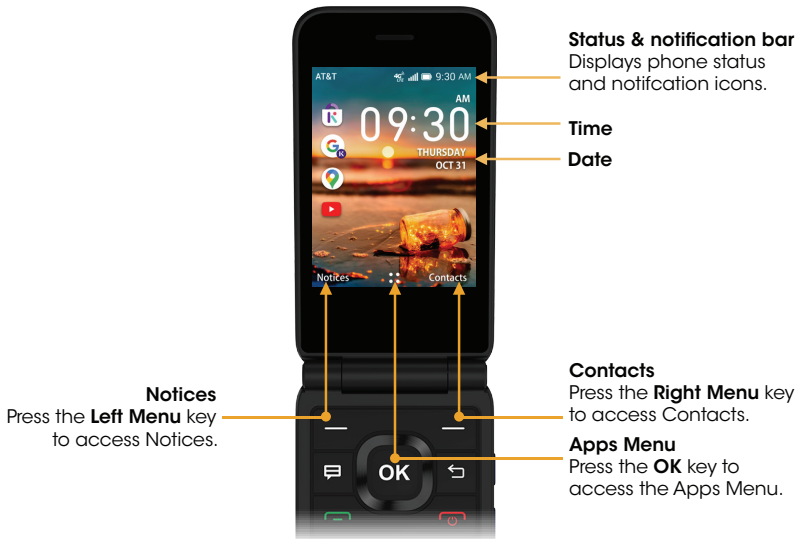 Status & notification bar
Displays phone status
and notifcation icons.
AT&T
4G
LTE
9:30 AM
AM
09:30
THURSDAY
OCT 31
Time
Date
Notices
Contacts
Notices
Press the Left Menu key
to access Notices.
Contacts
Press the Right Menu key
to access Contacts.
Apps Menu
Press the OK key to
access the Apps Menu.
OK